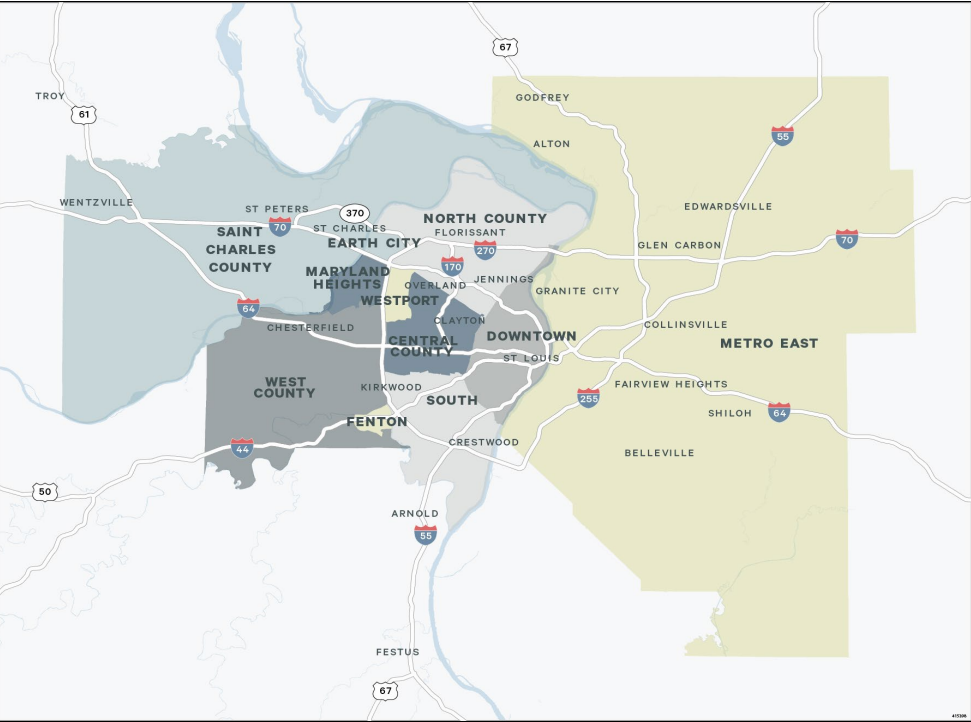 67
TROY
GODFREY
61
55
ALTON
WENTZVILLE
ST PETERS
370
NORTH COUNTY
EDWARDSVILLE
70
ST CHARLES
FLORISSANT
SAINT
CHARLES
COUNTY
EARTH CITY
270
GLEN CARBON
70
MARYLAND
HEIGHTS
170
JENNINGS
OVERLAND
GRANITE CITY
WESTPORT
64
CLAYTON
CHESTERFIELD
COLLINSVILLE
DOWNTOWN
METRO EAST
CENTRAL
COUNTY
ST LOUIS
WEST
COUNTY
KIRKWOOD
FAIRVIEW HEIGHTS
SOUTH
255
SHILOH
64
FENTON
44
CRESTWOOD
BELLEVILLE
50
ARNOLD
55
FESTUS
67